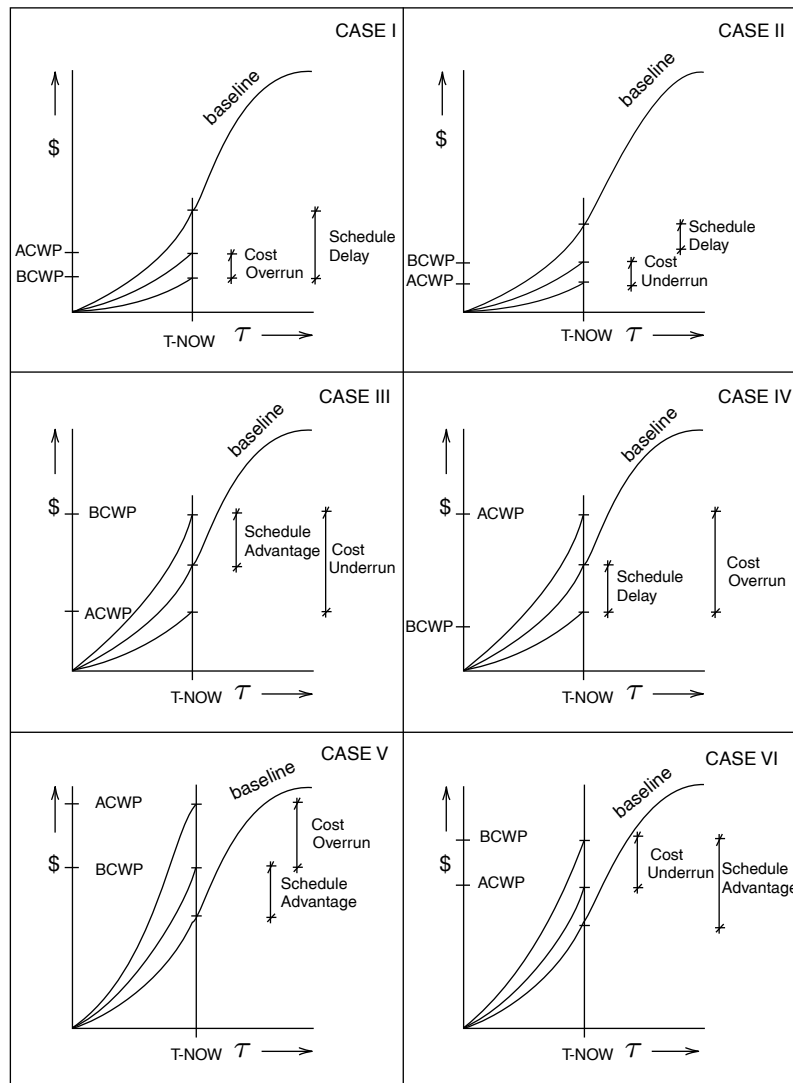 CASE I
baseline
$
ACWP
BCWP
Cost
Overrun
Schedule
Delay
T-NOW τ
CASE II
baseline
$
BCWP
ACWP
Schedule
Delay
Cost
Underrun
T-NOW τ
CASE III
baseline
$
BCWP
ACWP
Schedule
Advantage
Cost
Underrun
T-NOW τ
CASE IV
baseline
$
ACWP
BCWP
Schedule
Delay
Cost
Overrun
T-NOW τ
CASE V
baseline
ACWP
$
BCWP
Cost
Overrun
Schedule
Advantage
T-NOW τ
CASE VI
baseline
BCWP
$
ACWP
Cost
Underrun
Schedule
Advantage
T-NOW τ